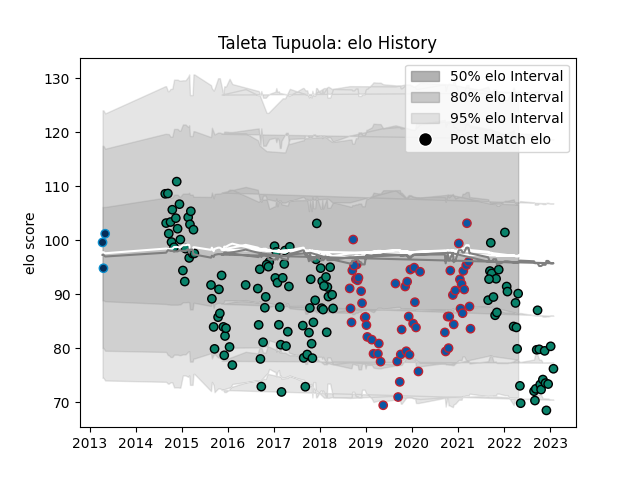 Taleta Tupuola: elo History
50% elo Interval
80% elo Interval
95% elo Interval
Post Match elo
elo score
130
120
110
100
90
80
70
2013 2014 2015 2016 2017 2018 2019 2020 2021 2022 2023